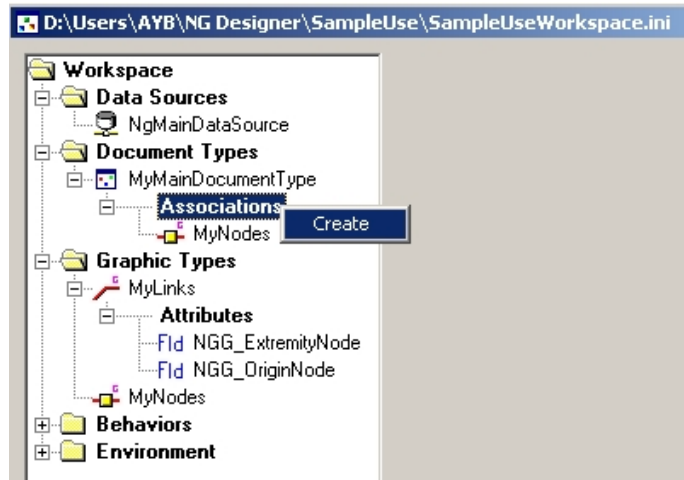 D:\Users\AYB\NG Designer\SampleUse\SampleUseWorkspace.ini
Workspace
Data Sources
NgMainDataSource
Document Types
MyMainDocumentType
Associations
Create
MyNodes
Graphic Types
MyLinks
Attributes
Fld NGG_ExtremityNode
Fld NGG_OriginNode
MyNodes
Behaviors
Environment